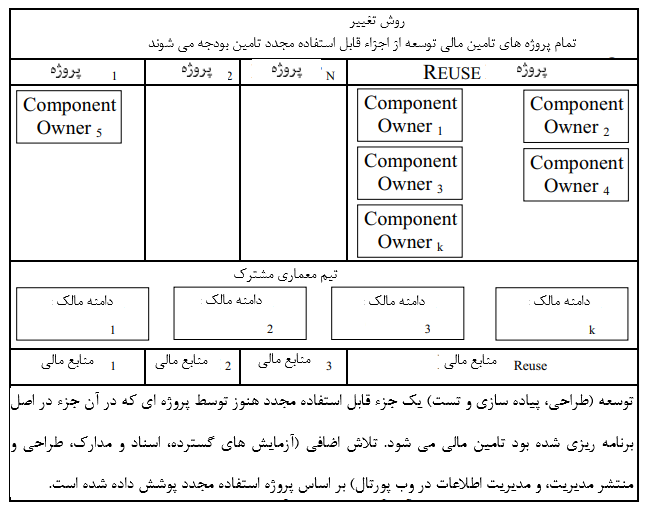 روش تغییر
تمام پروژه های تامین مالی توسعه از اجزاء قابل استفاده مجدد تامین بودجه می شوند
پروژه 1
پروژه 2
پروژه N
پروژه REUSE
Component
Owner 5
Component
Owner 1
Component
Owner 2
Component
Owner 3
Component
Owner 4
Component
Owner k
تیم معماری مشترک
دامنه مالک :
1
دامنه مالک :
2
دامنه مالک :
3
دامنه مالک :
k
منابع مالی 1
منابع مالی 2
منابع مالی 3
منابع مالی : Reuse
توسعه (طراحی، پیاده سازی و تست) یک جزء قابل استفاده مجدد هنوز توسط پروژه ای که در آن جزء در اصل
برنامه ریزی شده بود تامین مالی می شود. تلاش اضافی (آزمایش های گسترده، اسناد و مدارک، طراحی و
منتشر مدیریت، و مدیریت اطلاعات در وب پورتال) بر اساس پروژه استفاده مجدد پوشش داده شده است.